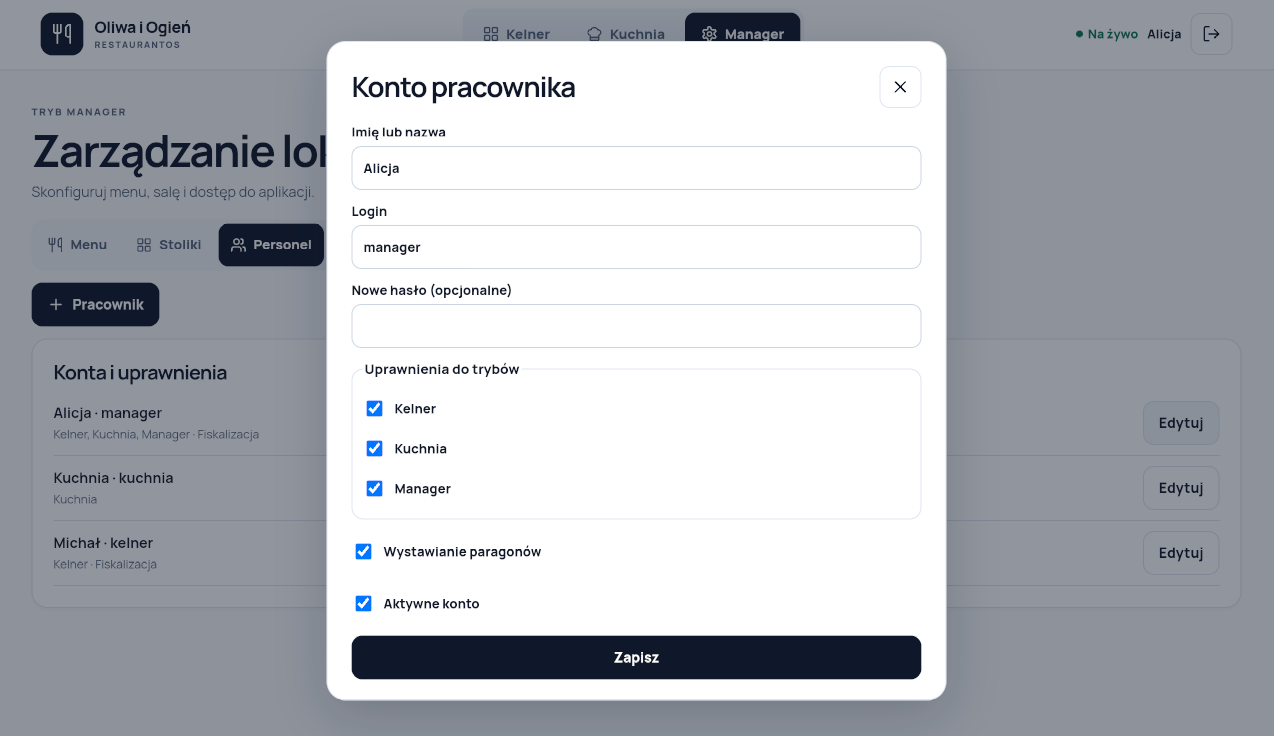 Oliwa i Ogień
RESTAURANTOS
Kelner
Kuchnia
Manager
Na żywo
Alicja
TRYB MANAGER
Zarządzanie
Skonfiguruj menu, salę i dostęp do aplikacji.
Menu
Stoliki
Personel
Pracownik
Konta i uprawnienia
Alicja · manager
Kelner, Kuchnia, Manager · Fiskalizacja
Edytuj
Kuchnia · kuchnia
Kuchnia
Edytuj
Michał · kelner
Kelner · Fiskalizacja
Edytuj
Konto pracownika
Imię lub nazwa
Alicja
Login
manager
Nowe hasło (opcjonalne)
Uprawnienia do trybów
Kelner
Kuchnia
Manager
Wystawianie paragonów
Aktywne konto
Zapisz